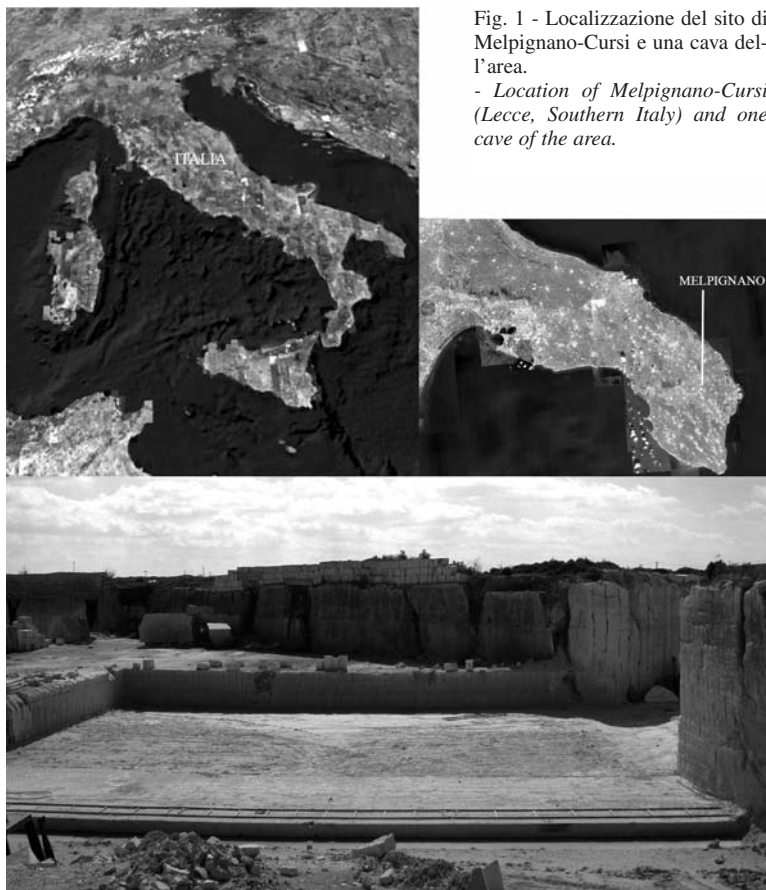 Fig. 1 - Localizzazione del sito di
Melpignano-Cursi e una cava del-
l'area.
- Location of Melpignano-Cursi
(Lecce, Southern Italy) and one
cave of the area.
ITALIA
MELPIGNANO